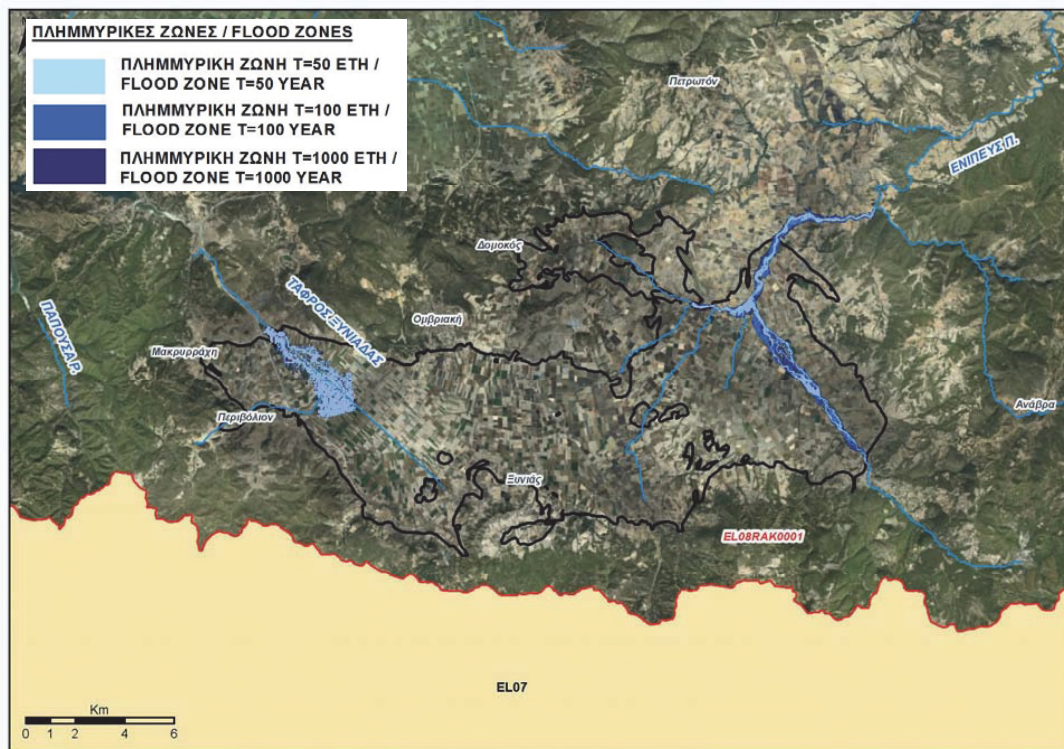 ΠΛΗΜΜΥΡΙΚΕΣ ΖΩΝΕΣ / FLOOD ZONES
ΠΛΗΜΜΥΡΙΚΗ ΖΩΝΗ T=50 ΕΤΗ /
FLOOD ZONE T=50 YEAR
ΠΛΗΜΜΥΡΙΚΗ ΖΩΝΗ T=100 ΕΤΗ /
FLOOD ZONE T=100 YEAR
ΠΛΗΜΜΥΡΙΚΗ ΖΩΝΗ T=1000 ΕΤΗ /
FLOOD ZONE T=1000 YEAR
Πετρωτόν
ΕΝΙΠΕΥΣ Π.
Δομοκός
ΤΑΦΡΟΣ ΞΥΝΙΑΔΑΣ
Ομβριακή
ΠΑΠΟΥΣΑ Ρ.
Μακρυρράχη
Περιβόλιον
Ανάβρα
Ξυνιάς
EL08RAK0001
EL07
Km
0 1 2 4 6